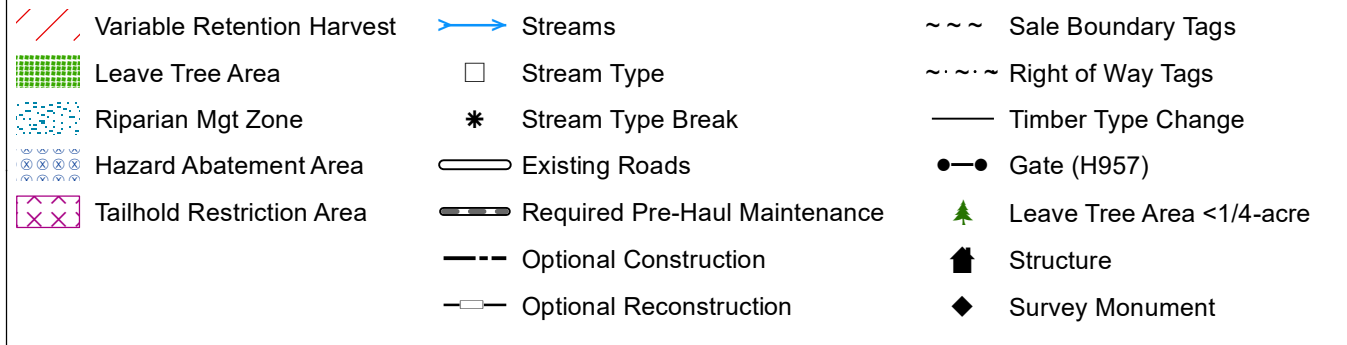 Variable Retention Harvest
Leave Tree Area
Riparian Mgt Zone
Hazard Abatement Area
Tailhold Restriction Area
Streams
Stream Type
Stream Type Break
Existing Roads
Required Pre-Haul Maintenance
Optional Construction
Optional Reconstruction
Sale Boundary Tags
Right of Way Tags
Timber Type Change
Gate (H957)
Leave Tree Area <1/4-acre
Structure
Survey Monument